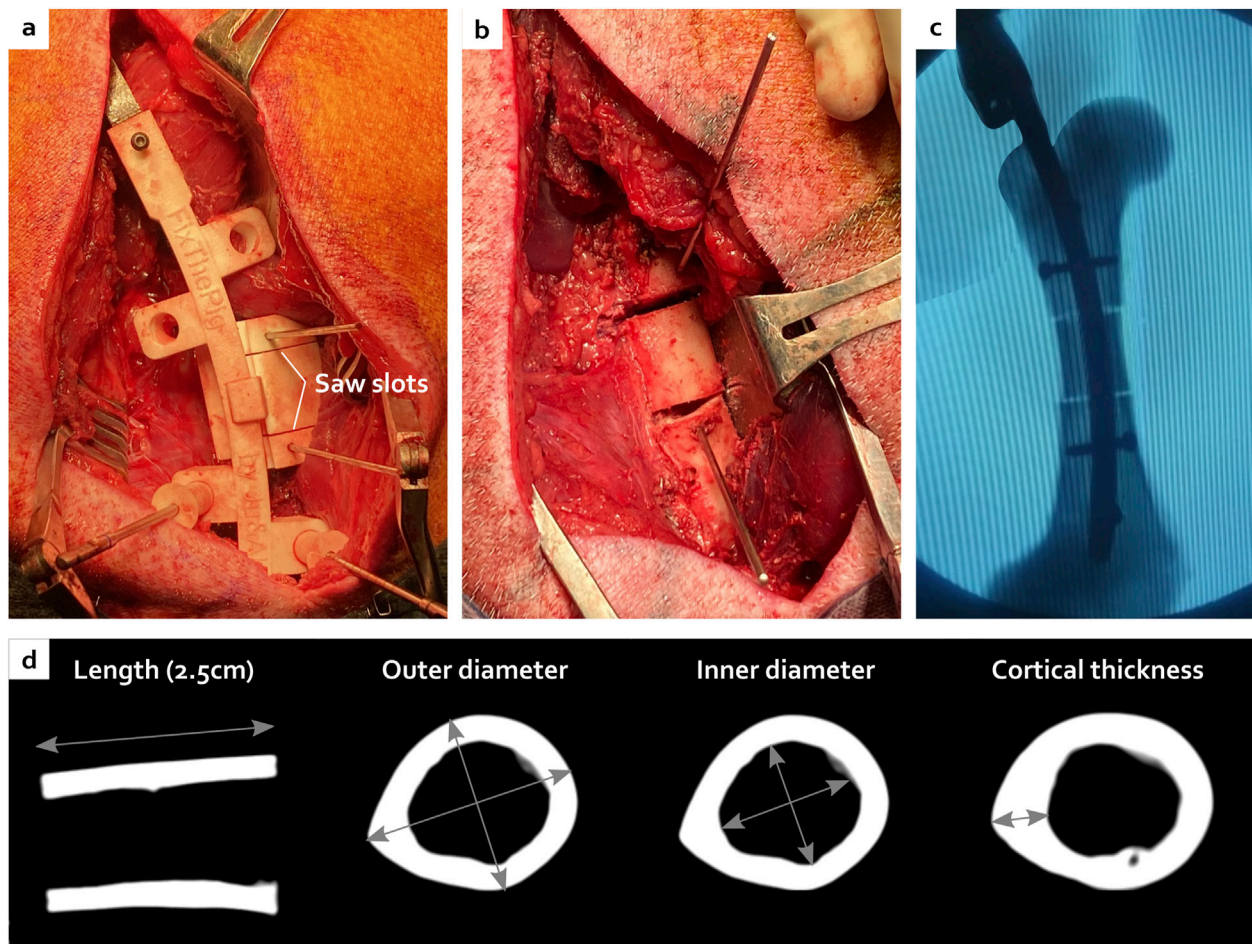 a
b
c
FixThePig
Saw slots
d
Length (2.5cm)
Outer diameter
Inner diameter
Cortical thickness